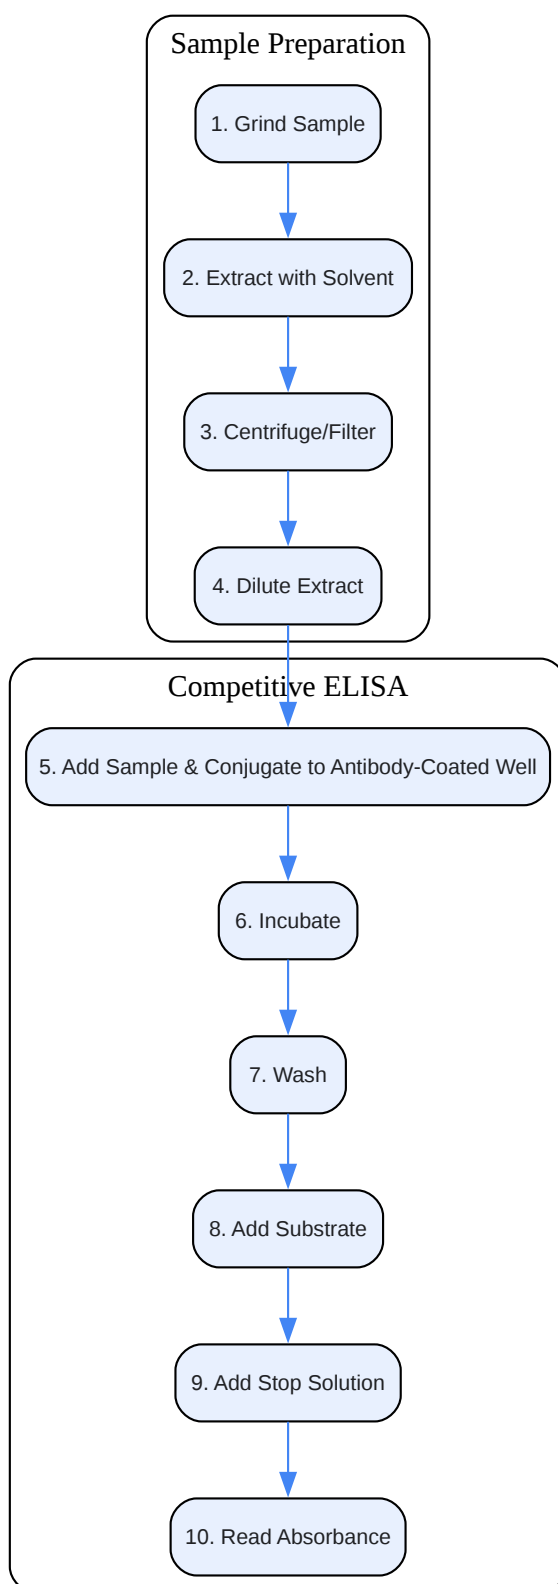 Sample Preparation
1. Grind Sample
2. Extract with Solvent
3. Centrifuge/Filter
4. Dilute Extract
Competitive ELISA
5. Add Sample & Conjugate to Antibody-Coated Well
6. Incubate
7. Wash
8. Add Substrate
9. Add Stop Solution
10. Read Absorbance